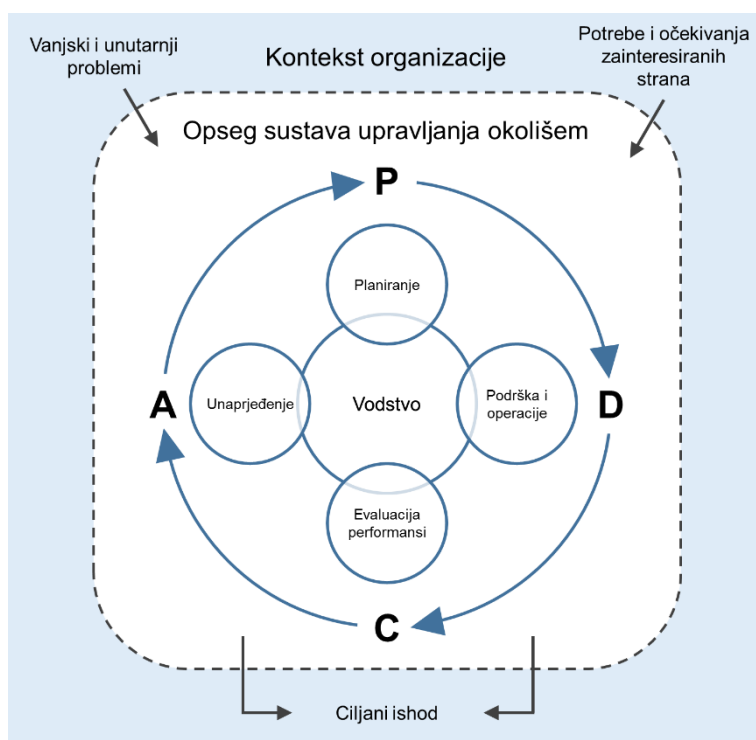 Vanjski i unutarnji
problemi
Kontekst organizacije
Potrebe i očekivanja
zainteresiranih
strana
Opseg sustava upravljanja okolišem
P
Planiranje
A
Unaprjeđenje
Vodstvo
Podrška i
operacije
D
Evaluacija
performansi
C
Ciljani ishod